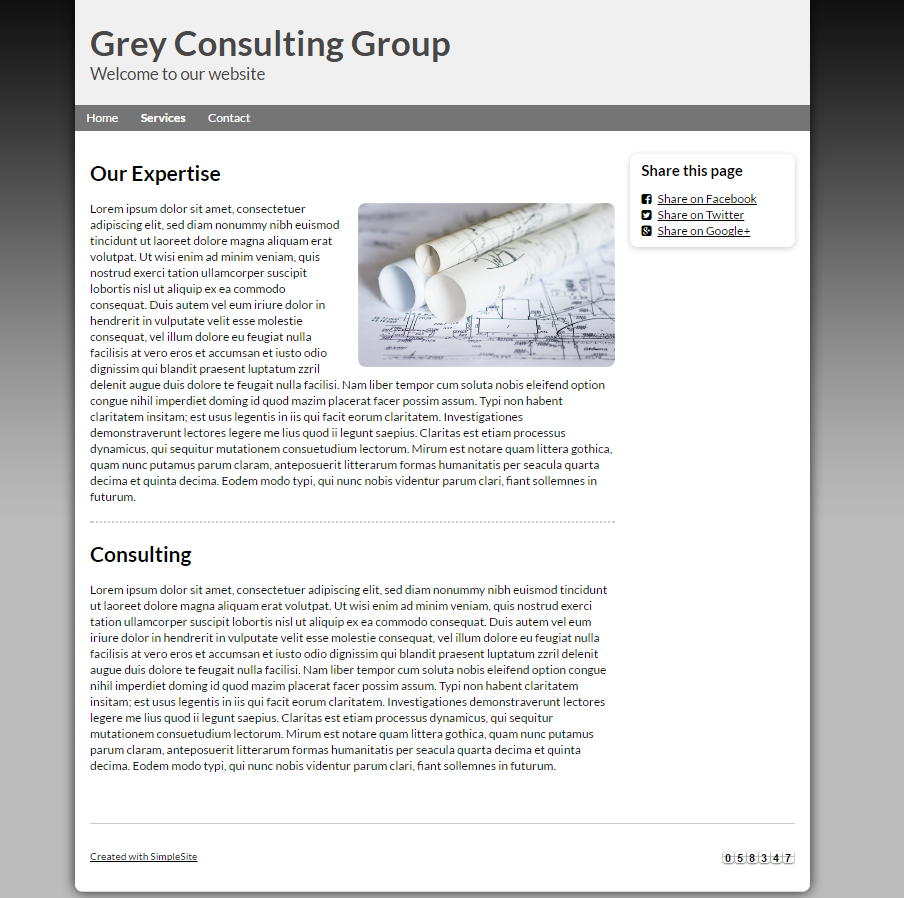 Grey Consulting Group
Welcome to our website
Home Services Contact
Our Expertise
Lorem ipsum dolor sit amet, consectetuer
adipiscing elit, sed diam nonummy nibh euismod
tincidunt ut laoreet dolore magna aliquam erat
volutpat. Ut wisi enim ad minim veniam, quis
nostrud exerci tation ullamcorper suscipit
lobortis nisl ut aliquip ex ea commodo
consequat. Duis autem vel eum iriure dolor in
hendrerit in vulputate velit esse molestie
consequat, vel illum dolore eu feugiat nulla
facilisis at vero eros et accumsan et iusto odio
dignissim qui blandit praesent luptatum zzril
delenit augue duis dolore te feugait nulla facilisi. Nam liber tempor cum soluta nobis eleifend option
congue nihil imperdiet doming id quod mazim placerat facer possim assum. Typi non habent
claritatem insitam; est usus legentis in iis qui facit eorum claritatem. Investigationes
demonstraverunt lectores legere me lius quod ii legunt saepius. Claritas est etiam processus
dynamicus, qui sequitur mutationem consuetudium lectorum. Mirum est notare quam littera gothica,
quam nunc putamus parum claram, anteposuerit litterarum formas humanitatis per seacula quarta
decima et quinta decima. Eodem modo typi, qui nunc nobis videntur parum clari, fiant sollemnes in
futurum.
Consulting
Lorem ipsum dolor sit amet, consectetuer adipiscing elit, sed diam nonummy nibh euismod tincidunt
ut laoreet dolore magna aliquam erat volutpat. Ut wisi enim ad minim veniam, quis nostrud exerci
tation ullamcorper suscipit lobortis nisl ut aliquip ex ea commodo consequat. Duis autem vel eum
iriure dolor in hendrerit in vulputate velit esse molestie consequat, vel illum dolore eu feugiat nulla
facilisis at vero eros et accumsan et iusto odio dignissim qui blandit praesent luptatum zzril delenit
augue duis dolore te feugait nulla facilisi. Nam liber tempor cum soluta nobis eleifend option congue
nihil imperdiet doming id quod mazim placerat facer possim assum. Typi non habent claritatem
insitam; est usus legentis in iis qui facit eorum claritatem. Investigationes demonstraverunt lectores
legere me lius quod ii legunt saepius. Claritas est etiam processus dynamicus, qui sequitur
mutationem consuetudium lectorum. Mirum est notare quam littera gothica, quam nunc putamus
parum claram, anteposuerit litterarum formas humanitatis per seacula quarta decima et quinta
decima. Eodem modo typi, qui nunc nobis videntur parum clari, fiant sollemnes in futurum.
Share this page
Share on Facebook
Share on Twitter
Share on Google+
Created with SimpleSite
058347